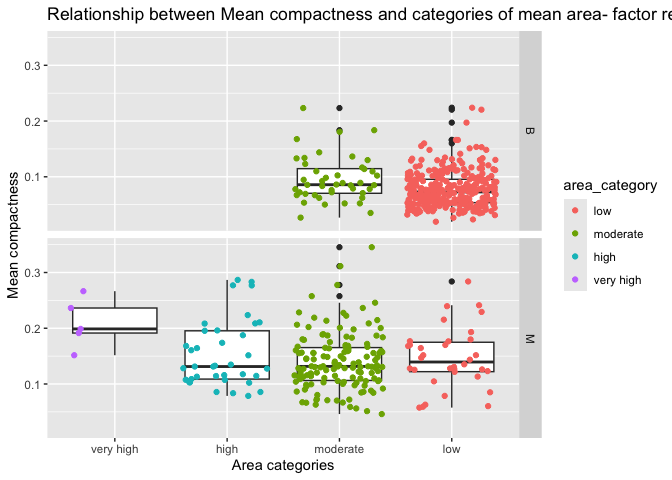 Relationship between Mean compactness and categories of mean area- factor re
Mean compactness
0.3
0.2
0.1
B
0.3
0.2
0.1
M
very high
high
moderate
low
Area categories
area_category
low
moderate
high
very high